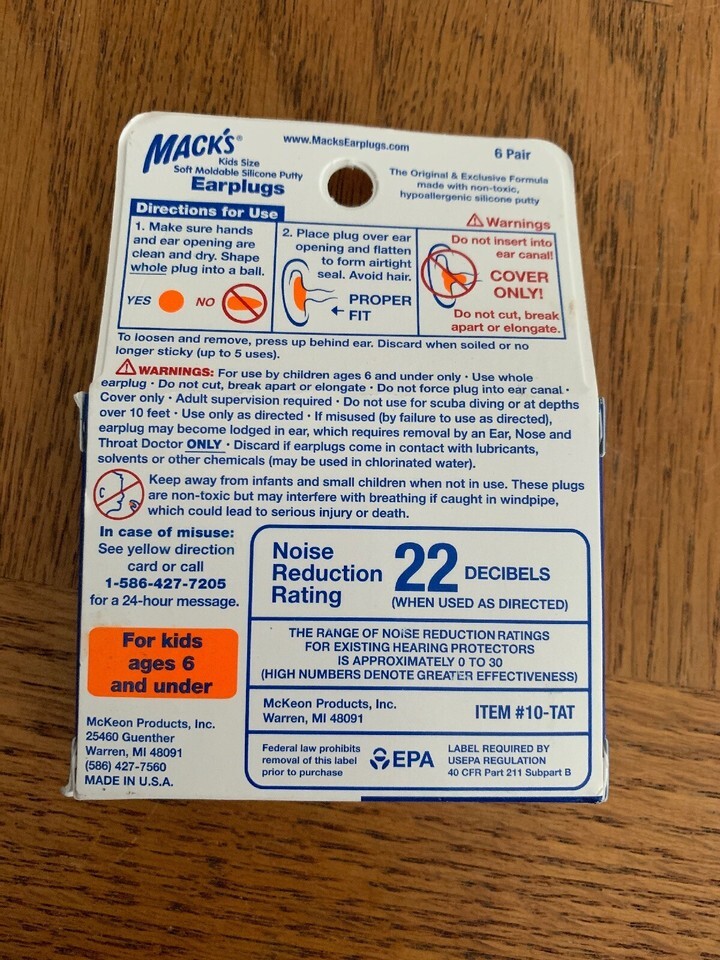 MACK'S®
Kids Size
Soft Moldable Silicone Putty
Earplugs
www.MacksEarplugs.com
6 Pair
The Original & Exclusive Formula
made with non-toxic,
hypoallergenic silicone putty
Directions for Use
1. Make sure hands
and ear opening are
clean and dry. Shape
whole plug into a ball.
YES NO
2. Place plug over ear
opening and flatten
to form airtight
seal. Avoid hair.
← PROPER
FIT
⚠ Warnings
Do not insert into
ear canal!
COVER
ONLY!
Do not cut, break
apart or elongate.
To loosen and remove, press up behind ear. Discard when soiled or no
longer sticky (up to 5 uses).
⚠ WARNINGS: For use by children ages 6 and under only • Use whole
earplug • Do not cut, break apart or elongate • Do not force plug into ear canal •
Cover only • Adult supervision required • Do not use for scuba diving or at depths
over 10 feet • Use only as directed • If misused (by failure to use as directed),
earplug may become lodged in ear, which requires removal by an Ear, Nose and
Throat Doctor ONLY • Discard if earplugs come in contact with lubricants,
solvents or other chemicals (may be used in chlorinated water).
Keep away from infants and small children when not in use. These plugs
are non-toxic but may interfere with breathing if caught in windpipe,
which could lead to serious injury or death.
In case of misuse:
See yellow direction
card or call
1-586-427-7205
for a 24-hour message.
For kids
ages 6
and under
McKeon Products, Inc.
25460 Guenther
Warren, MI 48091
(586) 427-7560
MADE IN U.S.A.
Noise
Reduction
Rating
22 DECIBELS
(WHEN USED AS DIRECTED)
THE RANGE OF NOISE REDUCTION RATINGS
FOR EXISTING HEARING PROTECTORS
IS APPROXIMATELY 0 TO 30
(HIGH NUMBERS DENOTE GREATER EFFECTIVENESS)
McKeon Products, Inc.
Warren, MI 48091
ITEM #10-TAT
Federal law prohibits
removal of this label
prior to purchase
EPA
LABEL REQUIRED BY
USEPA REGULATION
40 CFR Part 211 Subpart B